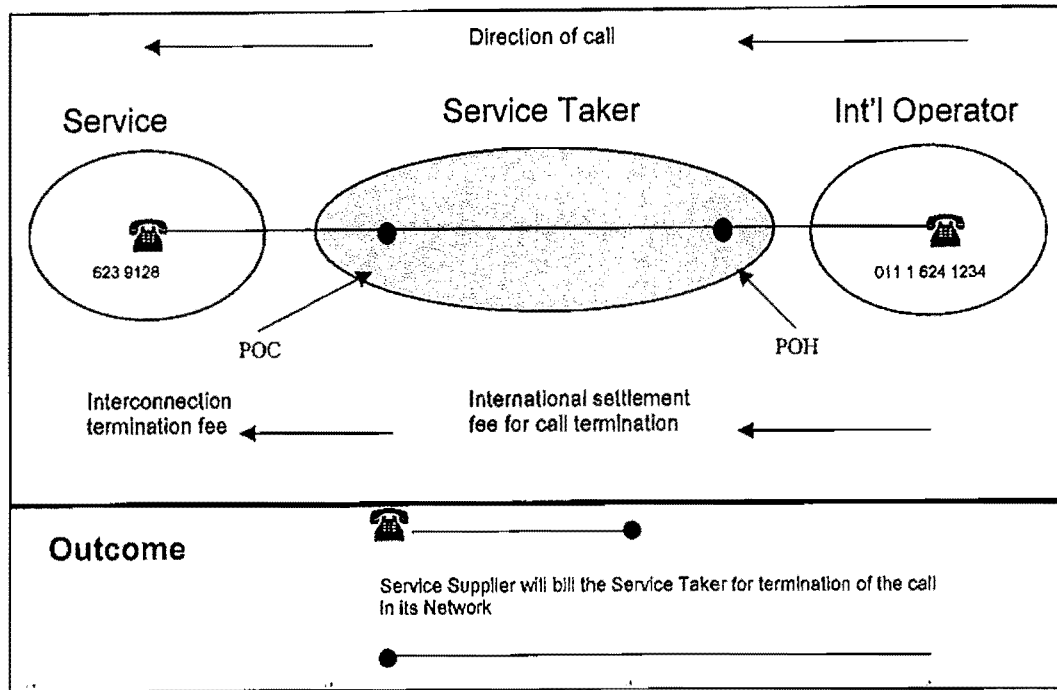 Direction of call
Service
Service Taker
Int'l Operator
623 9128
011 1 624 1234
POC
POH
Interconnection
termination fee
International settlement
fee for call termination
Outcome
Service Supplier will bill the Service Taker for termination of the call
In its Network